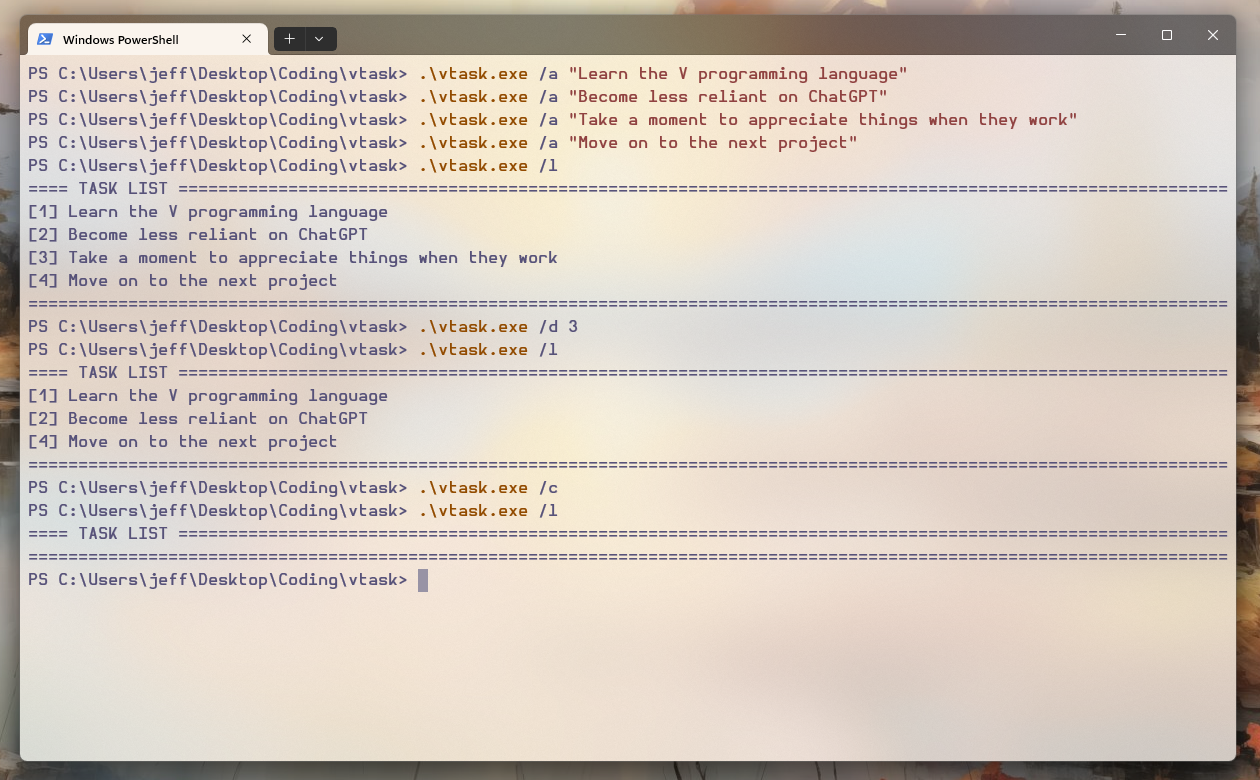 Windows PowerShell
PS C:\Users\jeff\Desktop\Coding\vtask> .\vtask.exe /a "Learn the V programming language"
PS C:\Users\jeff\Desktop\Coding\vtask> .\vtask.exe /a "Become less reliant on ChatGPT"
PS C:\Users\jeff\Desktop\Coding\vtask> .\vtask.exe /a "Take a moment to appreciate things when they work"
PS C:\Users\jeff\Desktop\Coding\vtask> .\vtask.exe /a "Move on to the next project"
PS C:\Users\jeff\Desktop\Coding\vtask> .\vtask.exe /l
==== TASK LIST =========================================================================================================
[1] Learn the V programming language
[2] Become less reliant on ChatGPT
[3] Take a moment to appreciate things when they work
[4] Move on to the next project
========================================================================================================================
PS C:\Users\jeff\Desktop\Coding\vtask> .\vtask.exe /d 3
PS C:\Users\jeff\Desktop\Coding\vtask> .\vtask.exe /l
==== TASK LIST =========================================================================================================
[1] Learn the V programming language
[2] Become less reliant on ChatGPT
[4] Move on to the next project
========================================================================================================================
PS C:\Users\jeff\Desktop\Coding\vtask> .\vtask.exe /c
PS C:\Users\jeff\Desktop\Coding\vtask> .\vtask.exe /l
==== TASK LIST =========================================================================================================
========================================================================================================================
PS C:\Users\jeff\Desktop\Coding\vtask>